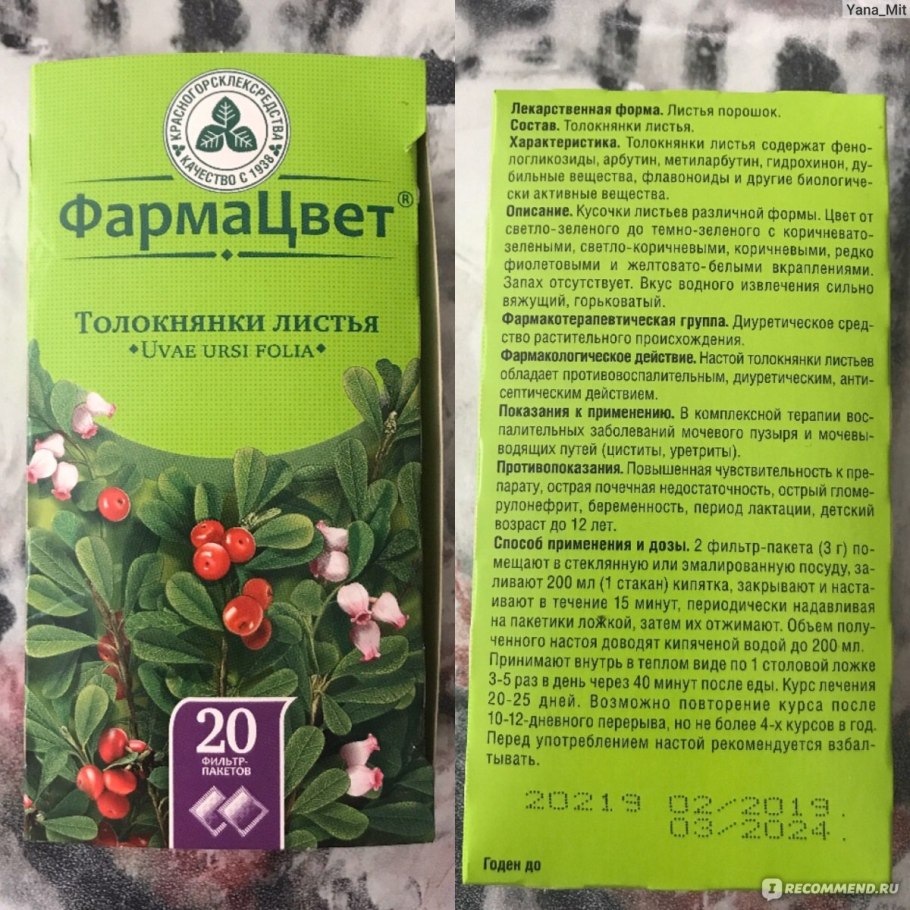 Yana_Mit
КРАСНОГОРСКЛЕКСРЕДСТВА
КАЧЕСТВО С 1938
ФармаЦвет®
Толокнянки листья
Uvae ursi folia
20
ФИЛЬТР-
ПАКЕТОВ
Лекарственная форма. Листья порошок.
Состав. Толокнянки листья.
Характеристика. Толокнянки листья содержат фено-
логликозиды, арбутин, метиларбутин, гидрохинон, ду-
бильные вещества, флавоноиды и другие биологиче-
ски активные вещества.
Описание. Кусочки листьев различной формы. Цвет от
светло-зеленого до темно-зеленого с коричневато-
зелеными, светло-коричневыми, коричневыми, редко
фиолетовыми и желтовато-белыми вкраплениями.
Запах отсутствует. Вкус водного извлечения сильно
вяжущий, горьковатый.
Фармакотерапевтическая группа. Диуретическое сред-
ство растительного происхождения.
Фармакологическое действие. Настой толокнянки листьев
обладает противовоспалительным, диуретическим, анти-
септическим действием.
Показания к применению. В комплексной терапии вос-
палительных заболеваний мочевого пузыря и мочевы-
водящих путей (циститы, уретриты).
Противопоказания. Повышенная чувствительность к пре-
парату, острая почечная недостаточность, острый гломе-
рулонефрит, беременность, период лактации, детский
возраст до 12 лет.
Способ применения и дозы. 2 фильтр-пакета (3 г) по-
мещают в стеклянную или эмалированную посуду, за-
ливают 200 мл (1 стакан) кипятка, закрывают и наста-
ивают в течение 15 минут, периодически надавливая
на пакетики ложкой, затем их отжимают. Объем полу-
ченного настоя доводят кипяченой водой до 200 мл.
Принимают внутрь в теплом виде по 1 столовой ложке
3-5 раз в день через 40 минут после еды. Курс лечения
20-25 дней. Возможно повторение курса после
10-12-дневного перерыва, но не более 4-х курсов в год.
Перед употреблением настой рекомендуется взбал-
тывать.
20219 02/2019
03/2024
Годен до
IRECOMMEND.RU